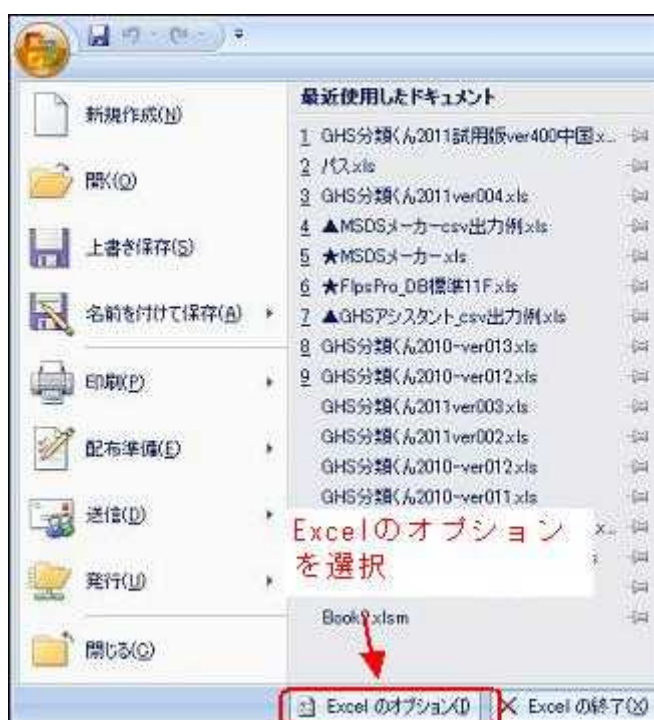 新規作成(N)
開く(O)
上書き保存(S)
名前を付けて保存(A)
印刷(P)
配布準備(E)
送信(D)
発行(U)
閉じる(C)
最近使用したドキュメント
1 GHS分類くん2011試用版ver400中国x...
2 パス.xls
3 GHS分類くん2011ver004.xls
4 ▲MSDSメーカーcsv出力例.xls
5 ★MSDSメーカー.xls
6 ★FlpsPro_DB標準11F.xls
7 ▲GHSアシスタント_csv出力例.xls
8 GHS分類くん2010-ver013.xls
9 GHS分類くん2010-ver012.xls
GHS分類くん2011ver003.xls
GHS分類くん2011ver002.xls
GHS分類くん2010-ver012.xls
GHS分類くん2010-ver011.xls
x...
s
Excelのオプション
を選択
.xlsm
Excel のオプション(I)
Excel の終了(X)